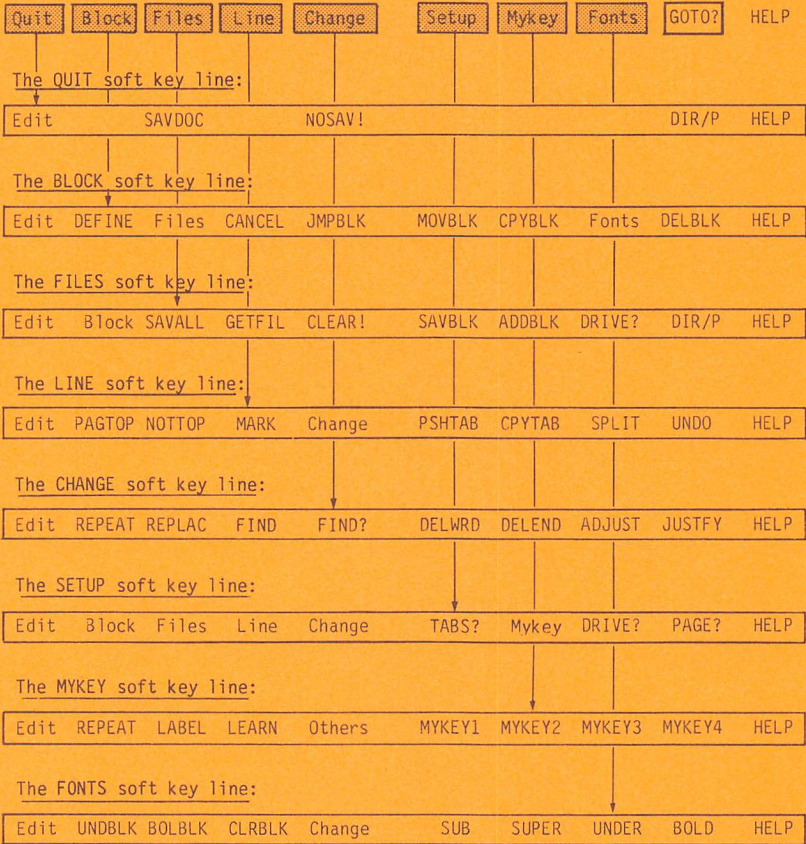 Quit Block Files Line Change Setup Mykey Fonts GOTO? HELP
The QUIT soft key line:
Edit SAVDOC NOSAV! DIR/P HELP
The BLOCK soft key line:
Edit DEFINE Files CANCEL JMPBLK MOVBLK CPYBLK Fonts DELBLK HELP
The FILES soft key line:
Edit Block SAVALL GETFIL CLEAR! SAVBLK ADDBLK DRIVE? DIR/P HELP
The LINE soft key line:
Edit PAGTOP NOTTOP MARK Change PSHTAB CPYTAB SPLIT UNDO HELP
The CHANGE soft key line:
Edit REPEAT REPLAC FIND FIND? DELWRD DELEND ADJUST JUSTFY HELP
The SETUP soft key line:
Edit Block Files Line Change TABS? Mykey DRIVE? PAGE? HELP
The MYKEY soft key line:
Edit REPEAT LABEL LEARN Others MYKEY1 MYKEY2 MYKEY3 MYKEY4 HELP
The FONTS soft key line:
Edit UNDBLK BOLBLK CLRBLK Change SUB SUPER UNDER BOLD HELP